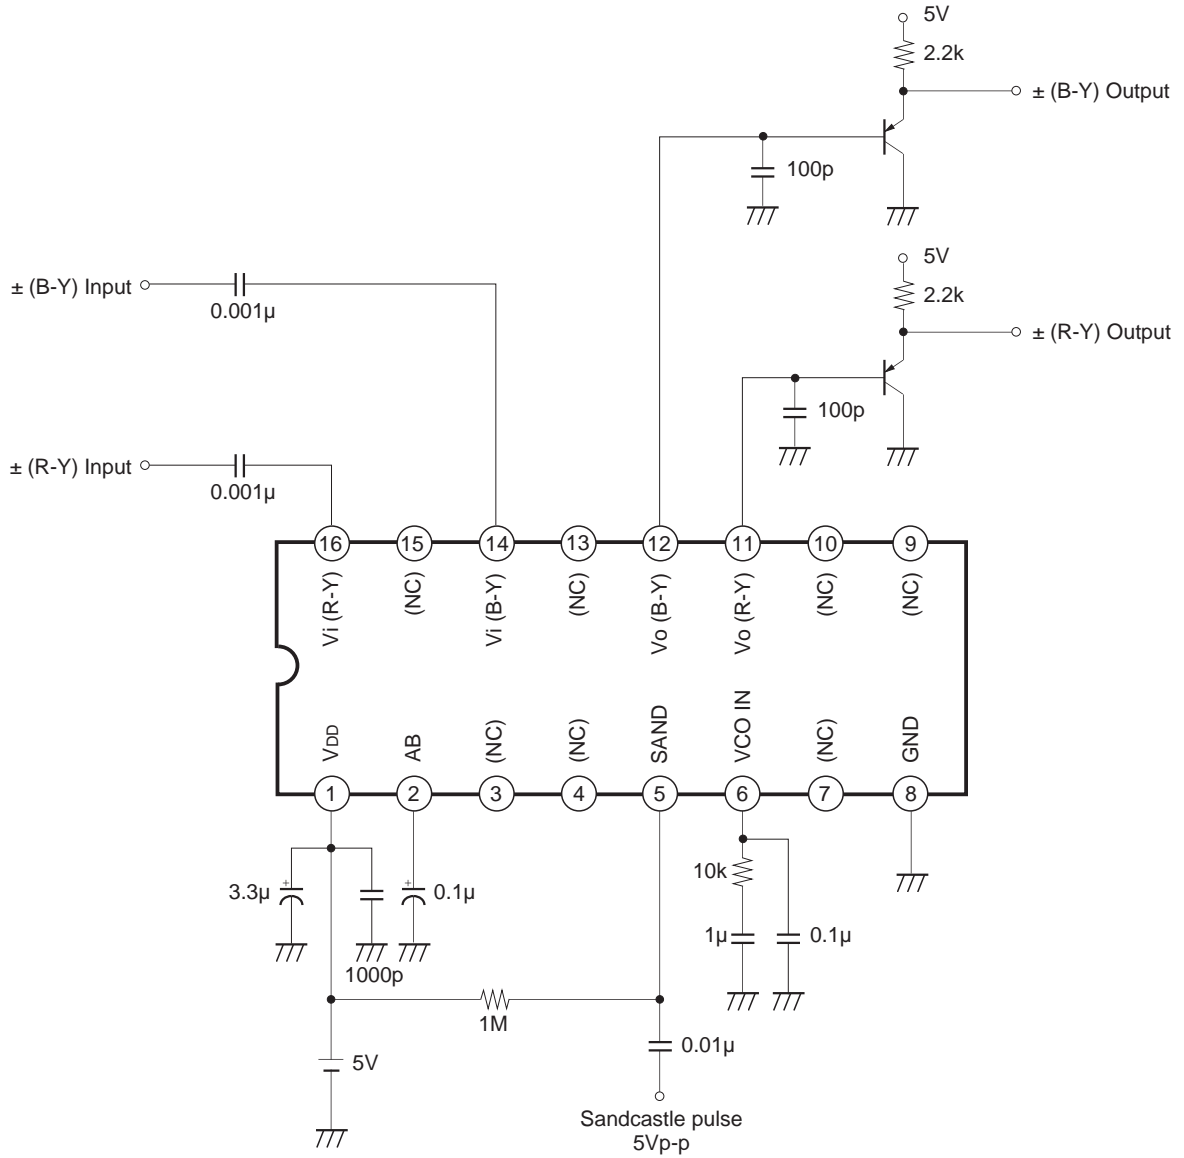 5V
2.2k
± (B-Y) Output
100p
5V
2.2k
± (B-Y) Input
0.001µ
± (R-Y) Output
100p
± (R-Y) Input
0.001µ
16 15 14 13 12 11 10 9
Vi (R-Y) (NC) Vi (B-Y) (NC) Vo (B-Y) Vo (R-Y) (NC) (NC)
VDD AB (NC) (NC) SAND VCO IN (NC) GND
1 2 3 4 5 6 7 8
3.3µ + + 0.1µ 10k
1µ 0.1µ
1000p
1M
0.01µ
5V
Sandcastle pulse
5Vp-p